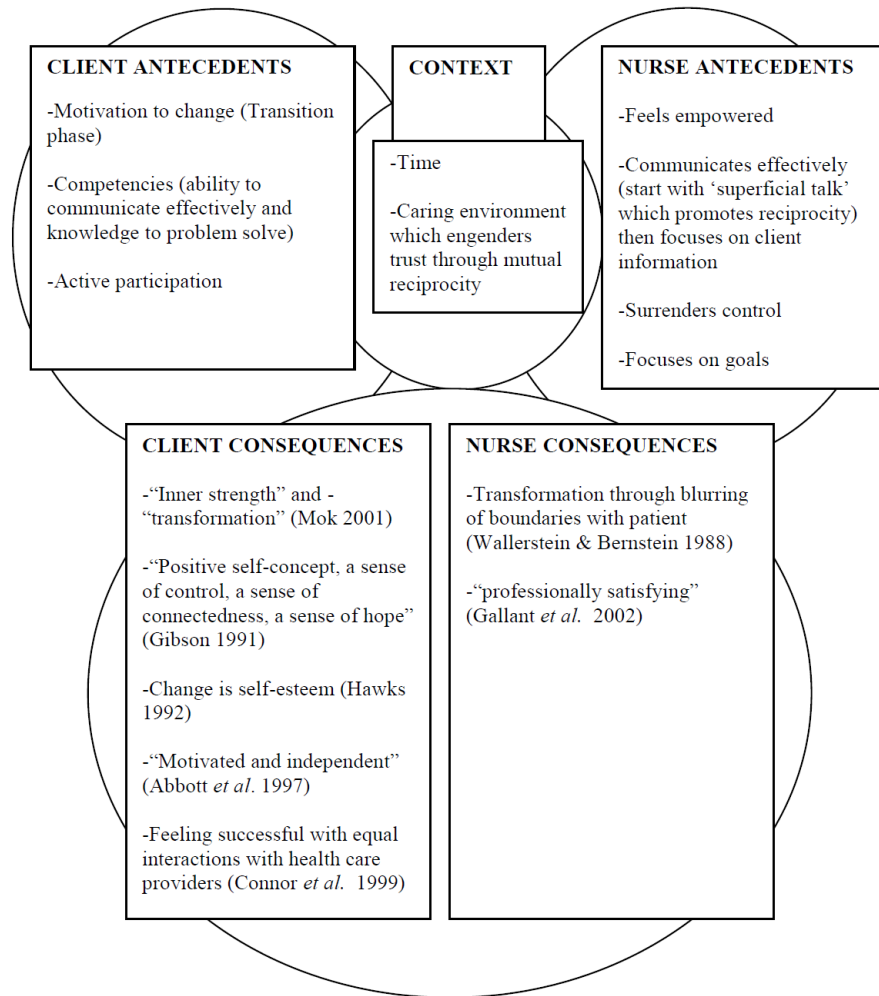 CLIENT ANTECEDENTS
-Motivation to change (Transition
phase)
-Competencies (ability to
communicate effectively and
knowledge to problem solve)
-Active participation
CONTEXT
-Time
-Caring environment
which engenders
trust through mutual
reciprocity
NURSE ANTECEDENTS
-Feels empowered
-Communicates effectively
(start with ‘superficial talk’
which promotes reciprocity)
then focuses on client
information
-Surrenders control
-Focuses on goals
CLIENT CONSEQUENCES
-“Inner strength” and -
“transformation” (Mok 2001)
-“Positive self-concept, a sense
of control, a sense of
connectedness, a sense of hope”
(Gibson 1991)
-Change is self-esteem (Hawks
1992)
-“Motivated and independent”
(Abbott et al. 1997)
-Feeling successful with equal
interactions with health care
providers (Connor et al. 1999)
NURSE CONSEQUENCES
-Transformation through blurring
of boundaries with patient
(Wallerstein & Bernstein 1988)
-“professionally satisfying”
(Gallant et al. 2002)